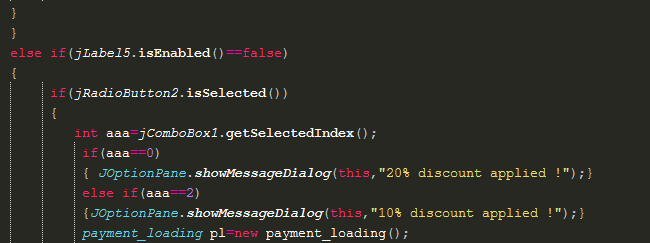 }
}
else if(jLabel5.isEnabled()==false)
{
if(jRadioButton2.isSelected())
{
int aaa=jComboBox1.getSelectedIndex();
if(aaa==0)
{ JOptionPane.showMessageDialog(this,"20% discount applied !");}
else if(aaa==2)
{JOptionPane.showMessageDialog(this,"10% discount applied !");}
payment_loading pl=new payment_loading();